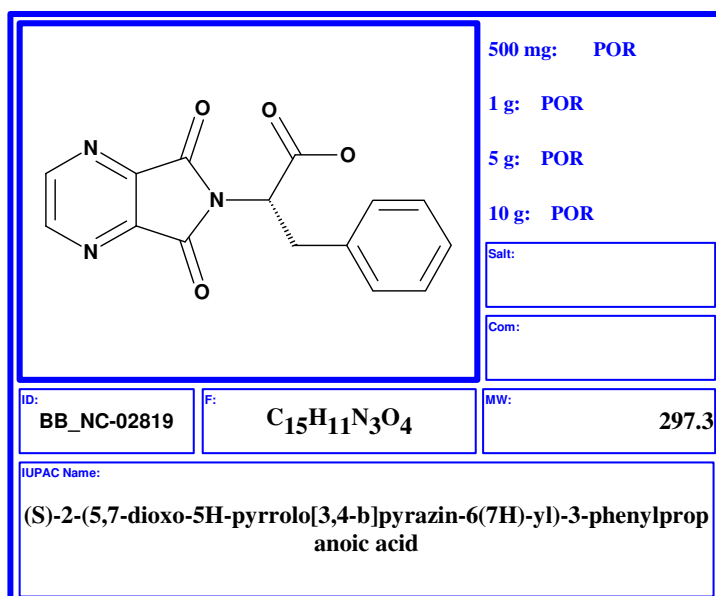 500 mg: POR
1 g: POR
5 g: POR
10 g: POR
O
O
N
N
O
N
O
O
Salt:
Com:
ID:
BB_NC-02819
F:
C15H11N3O4
MW:
297.3
IUPAC Name:
(S)-2-(5,7-dioxo-5H-pyrrolo[3,4-b]pyrazin-6(7H)-yl)-3-phenylprop
anoic acid